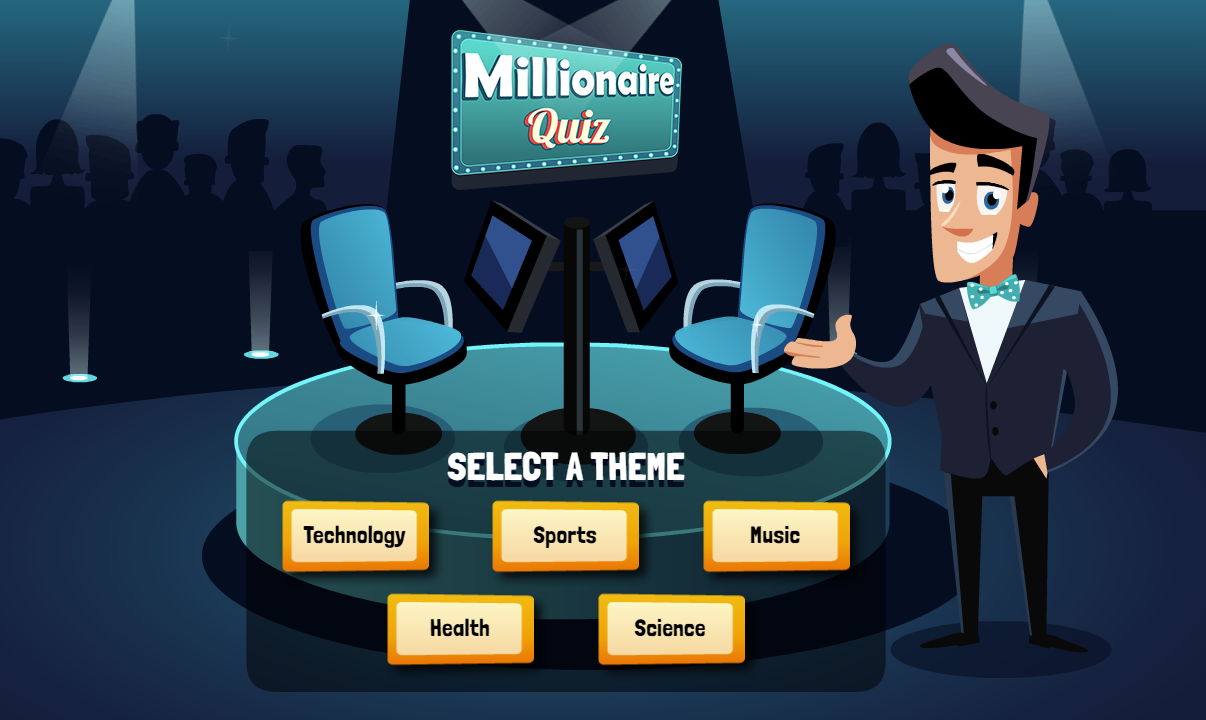 Millionaire
Quiz
SELECT A THEME
Technology
Sports
Music
Health
Science